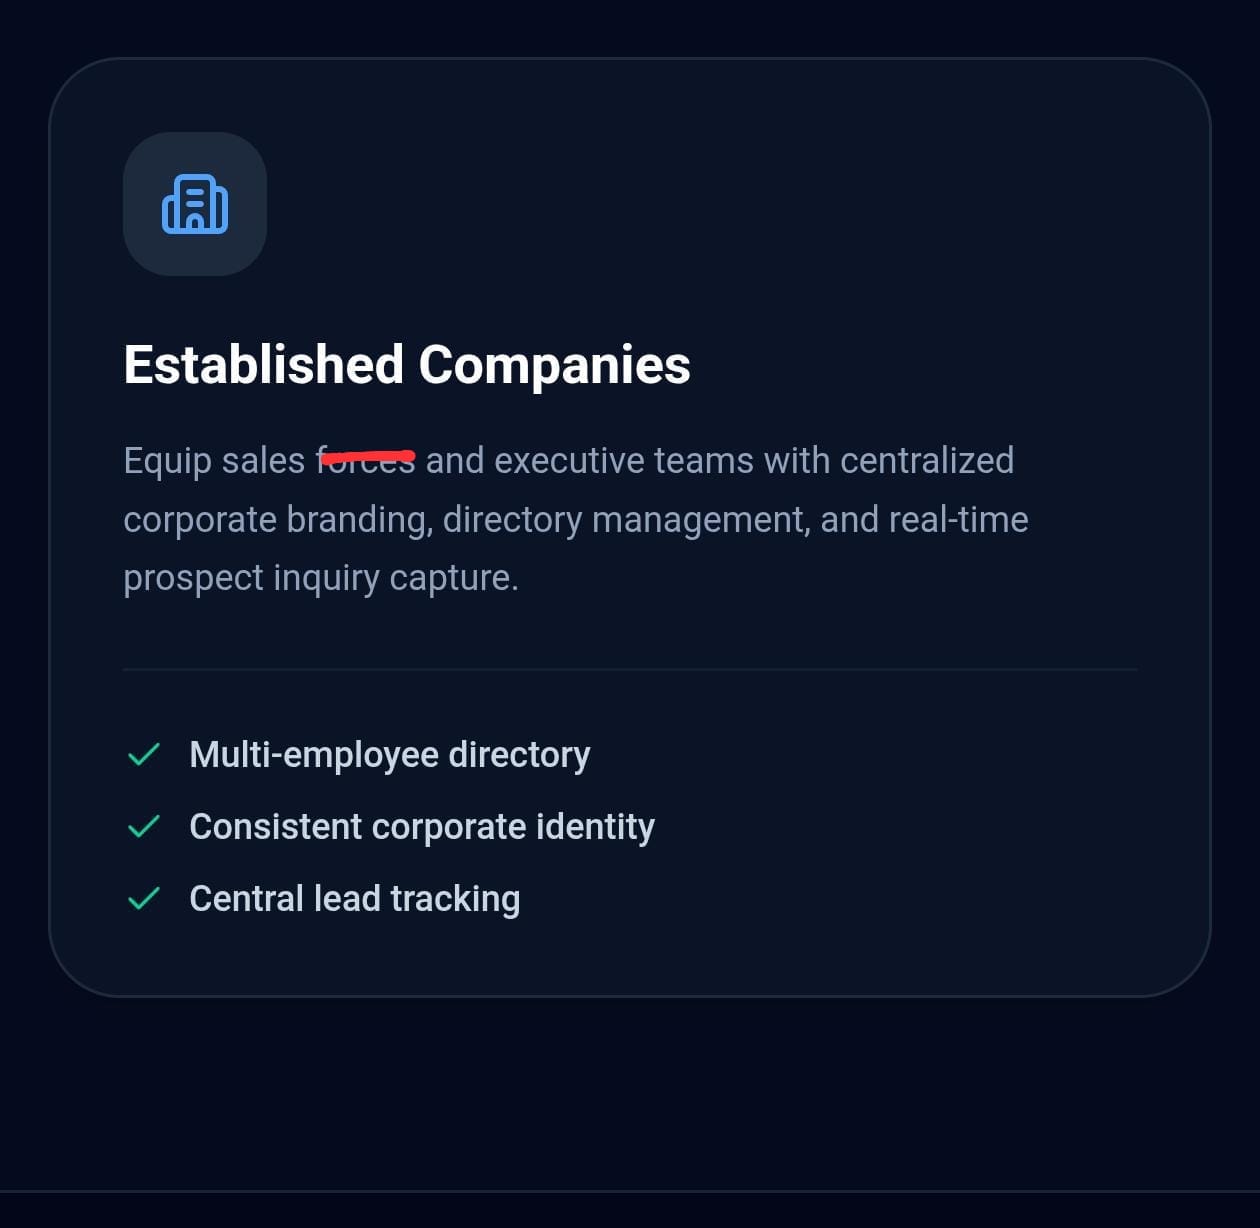 Established Companies
Equip sales forces and executive teams with centralized
corporate branding, directory management, and real-time
prospect inquiry capture.
Multi-employee directory
Consistent corporate identity
Central lead tracking